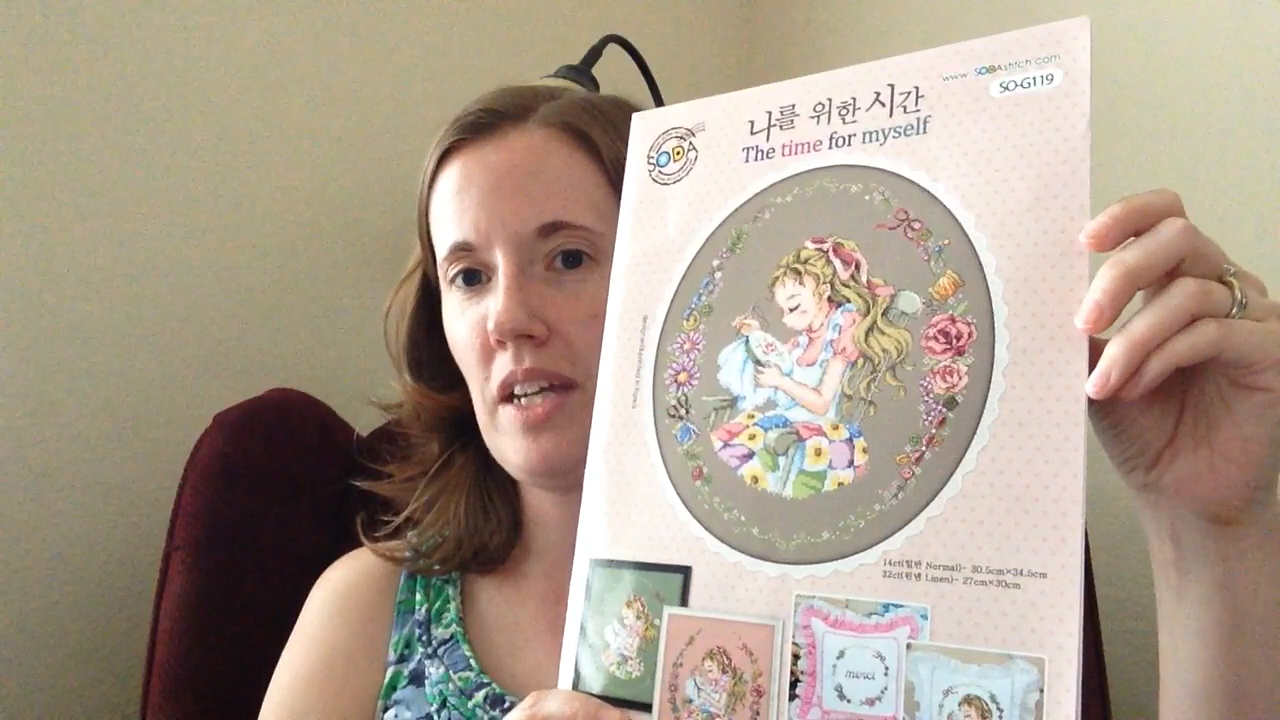 www.SODAstitch.com
SO-G119
SODA
나를 위한 시간
The time for myself
14ct(일반 Normal)- 30.5cm×34.5cm
32ct(린넨 Linen)- 27cm×30cm
merci